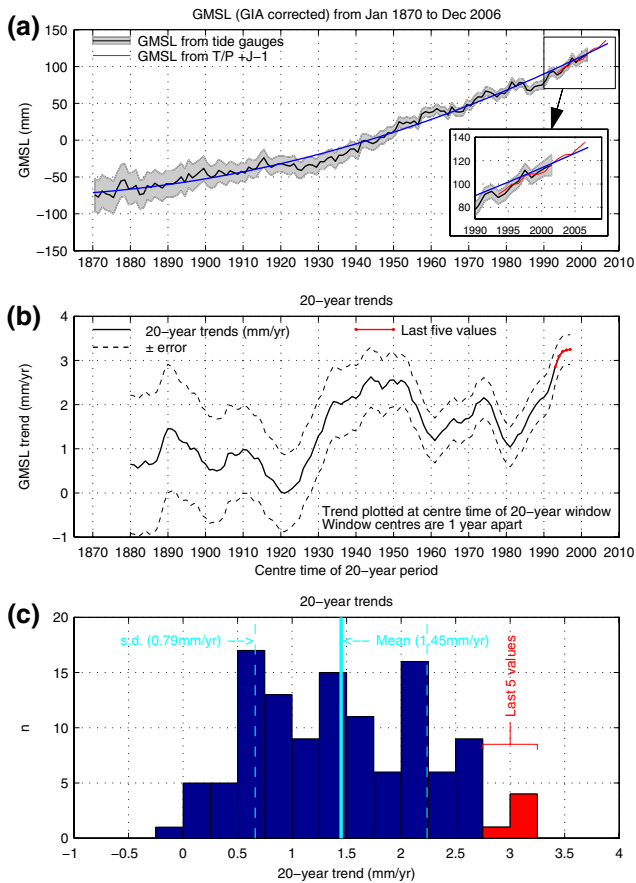 (a)
GMSL (GIA corrected) from Jan 1870 to Dec 2006
GMSL from tide gauges
GMSL from T/P +J−1
GMSL (mm)
150
100
50
0
−50
−100
−150
140
120
100
80
1990 1995 2000 2005
1870 1880 1890 1900 1910 1920 1930 1940 1950 1960 1970 1980 1990 2000 2010
(b)
20−year trends
20−year trends (mm/yr)
± error
Last five values
GMSL trend (mm/yr)
4
3
2
1
0
−1
Trend plotted at centre time of 20−year window
Window centres are 1 year apart
1870 1880 1890 1900 1910 1920 1930 1940 1950 1960 1970 1980 1990 2000 2010
Centre time of 20−year period
(c)
20−year trends
s.d. (0.79mm/yr) −−>
<−− Mean (1.45mm/yr)
Last 5 values
n
20
15
10
5
0
−1 −0.5 0 0.5 1 1.5 2 2.5 3 3.5 4
20−year trend (mm/yr)